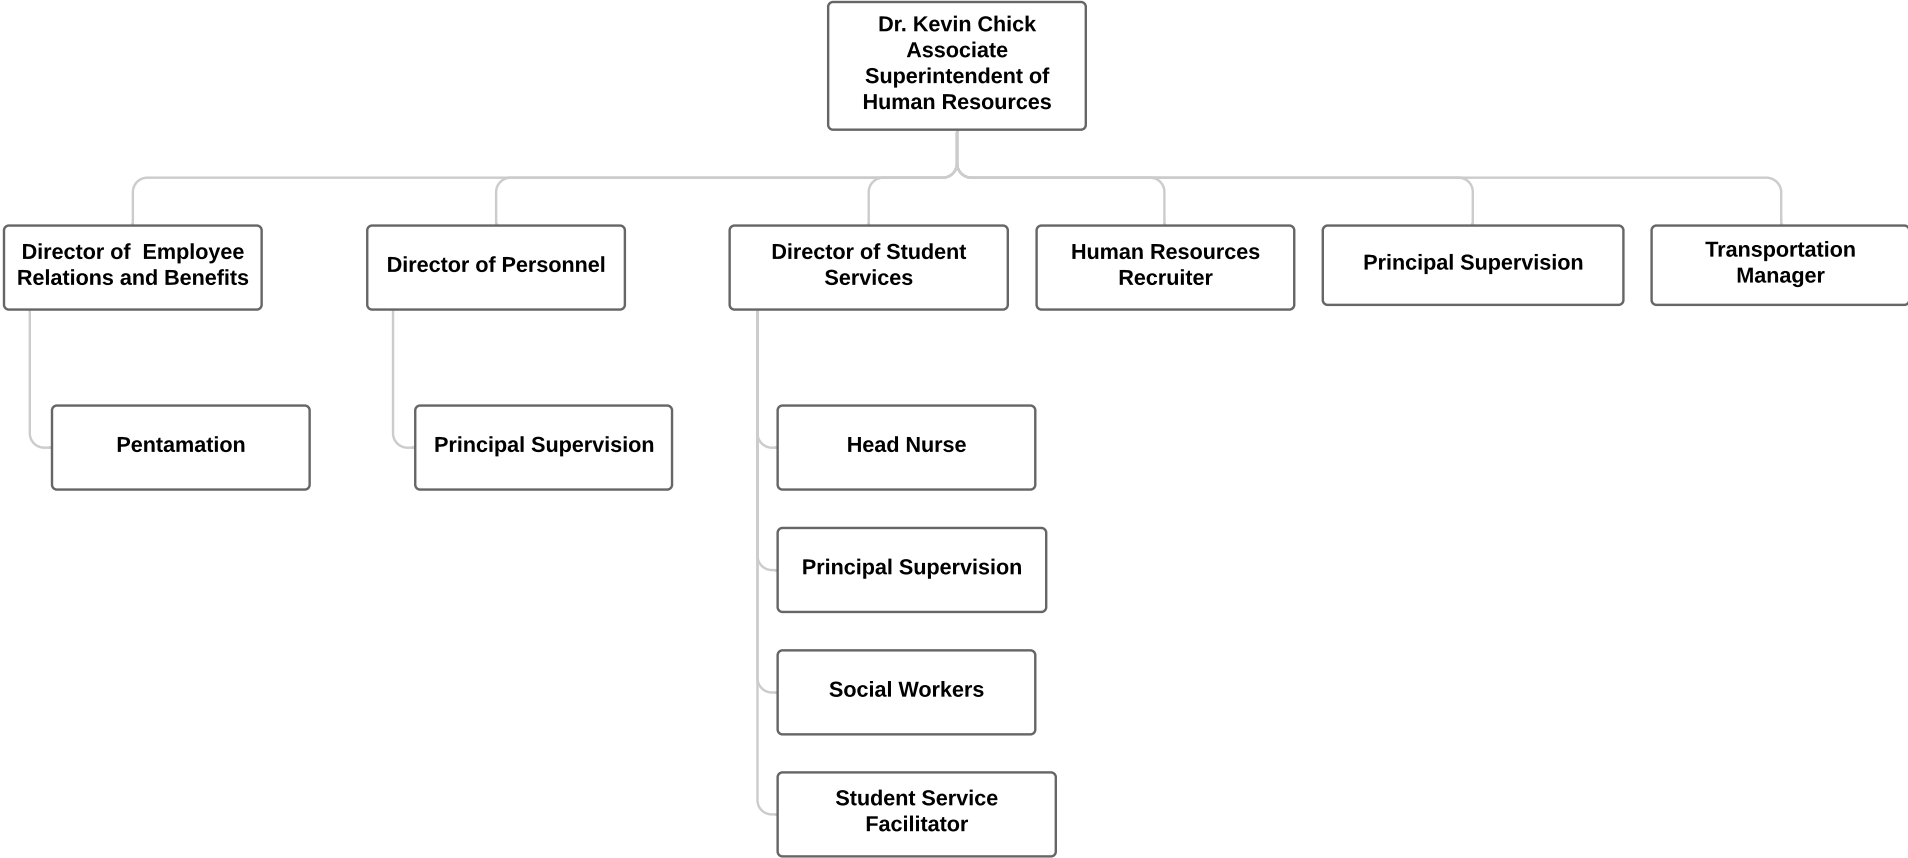 Dr. Kevin Chick
Associate
Superintendent of
Human Resources
Director of  Employee
Relations and Benefits
Director of Personnel
Director of Student
Services
Human Resources
Recruiter
Principal Supervision
Transportation
Manager
Pentamation
Principal Supervision
Head Nurse
Principal Supervision
Social Workers
Student Service
Facilitator